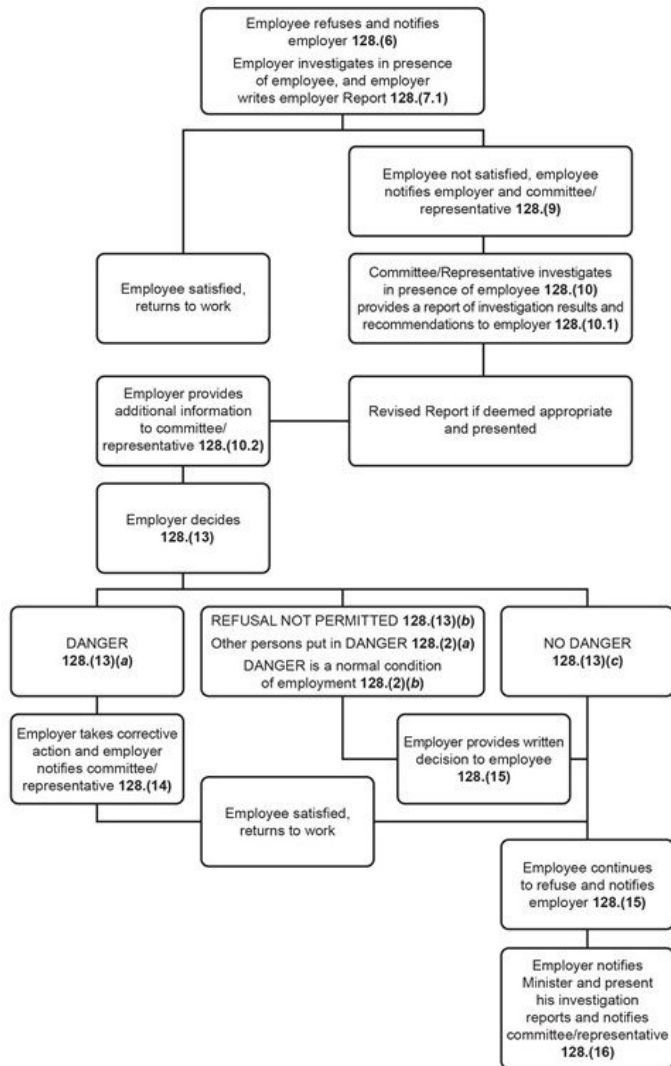 Employee refuses and notifies
employer 128.(6)
Employer investigates in presence
of employee, and employer
writes employer Report 128.(7.1)
Employee not satisfied, employee
notifies employer and committee/
representative 128.(9)
Employee satisfied,
returns to work
Committee/Representative investigates
in presence of employee 128.(10)
provides a report of investigation results and
recommendations to employer 128.(10.1)
Employer provides
additional information
to committee/
representative 128.(10.2)
Revised Report if deemed appropriate
and presented
Employer decides
128.(13)
DANGER
128.(13)(a)
REFUSAL NOT PERMITTED 128.(13)(b)
Other persons put in DANGER 128.(2)(a)
DANGER is a normal condition
of employment 128.(2)(b)
NO DANGER
128.(13)(c)
Employer takes corrective
action and employer
notifies committee/
representative 128.(14)
Employer provides written
decision to employee
128.(15)
Employee satisfied,
returns to work
Employee continues
to refuse and notifies
employer 128.(15)
Employer notifies
Minister and present
his investigation
reports and notifies
committee/representative
128.(16)